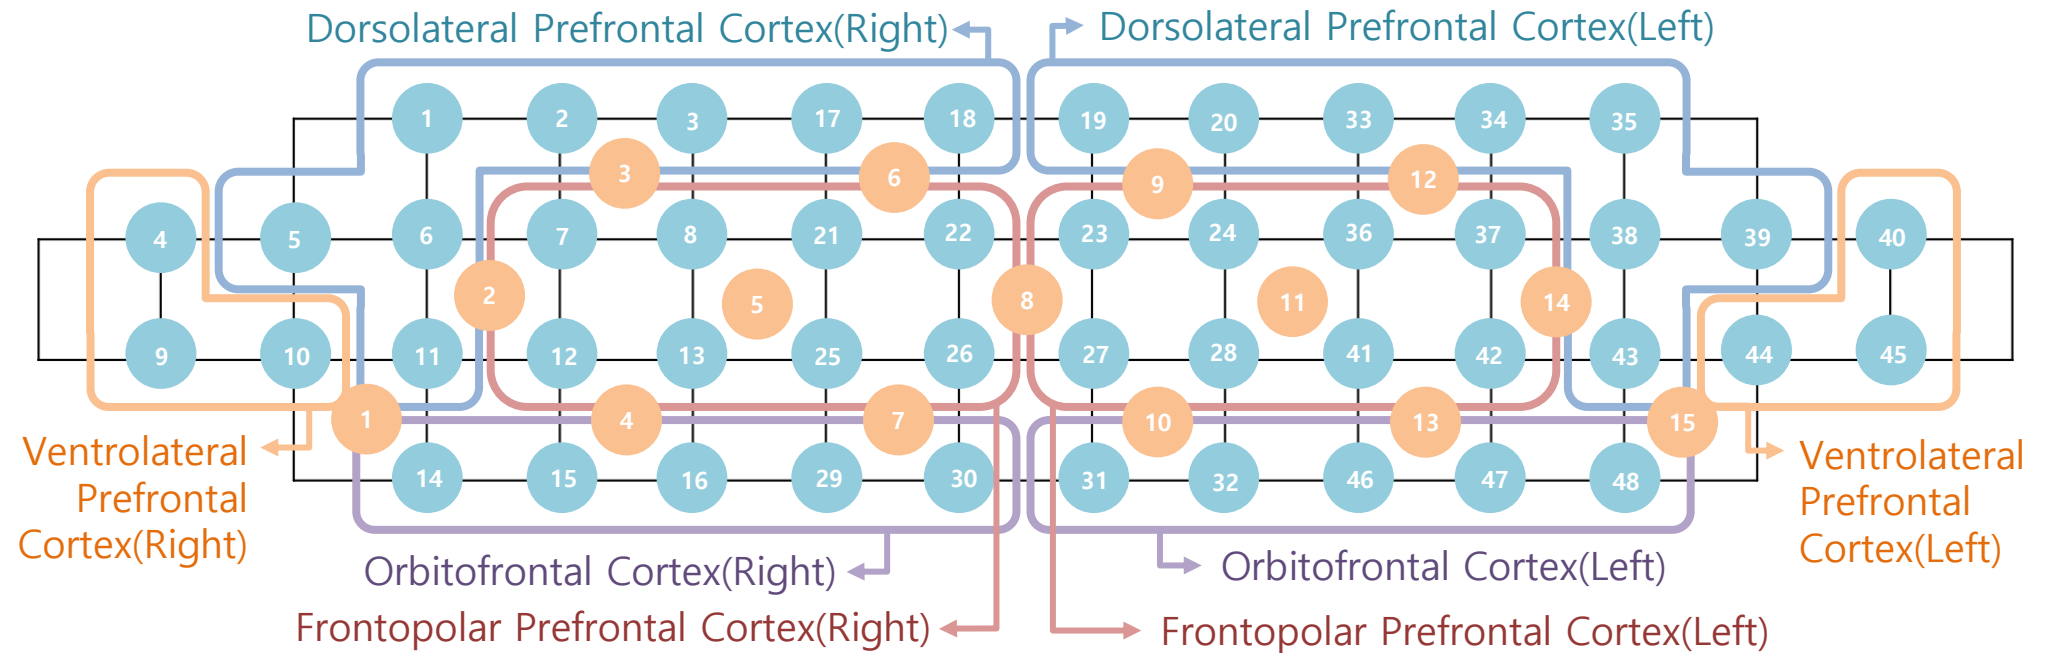 Dorsolateral Prefrontal Cortex(Right) Dorsolateral Prefrontal Cortex(Left)
1 2 3 17 18 19 20 33 34 35
3 6 9 12
4 5 6 7 8 21 22 23 24 36 37 38 39 40
2 5 8 11 14
9 10 11 12 13 25 26 27 28 41 42 43 44 45
1 4 7 10 13 15
14 15 16 29 30 31 32 46 47 48
Ventrolateral
Prefrontal
Cortex(Right)
Ventrolateral
Prefrontal
Cortex(Left)
Orbitofrontal Cortex(Right) Orbitofrontal Cortex(Left)
Frontopolar Prefrontal Cortex(Right) Frontopolar Prefrontal Cortex(Left)